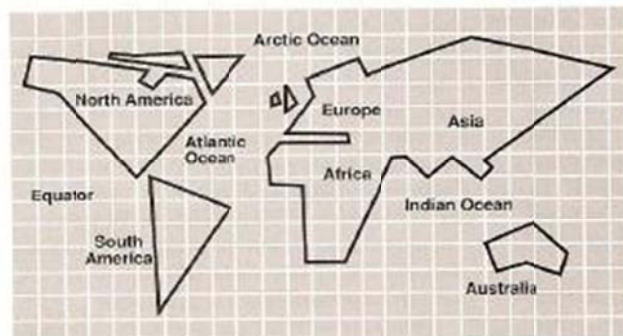 Arctic Ocean
North America
Europe
Asia
Atlantic
Ocean
Africa
Equator
Indian Ocean
South
America
Australia